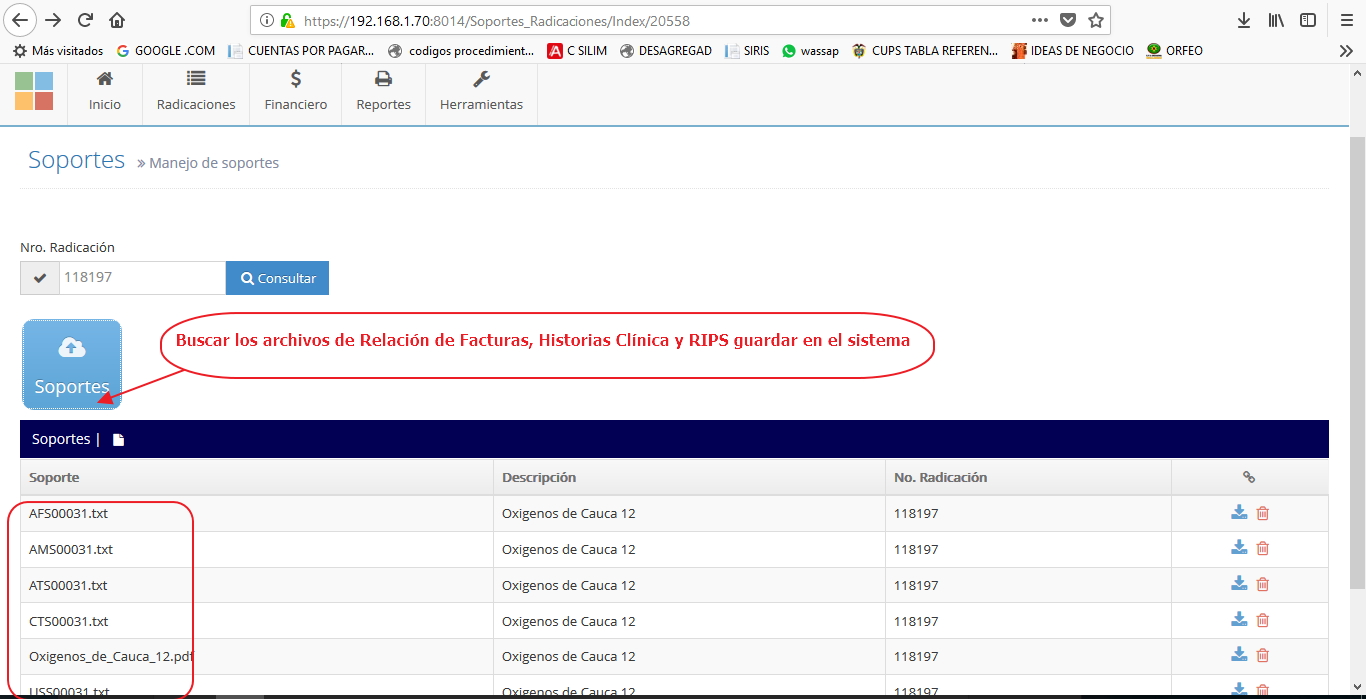 https://192.168.1.70:8014/Soportes_Radicaciones/Index/20558
Más visitados GOOGLE .COM CUENTAS POR PAGAR... codigos procedimient... C SILIM DESAGREGAD SIRIS wassap CUPS TABLA REFEREN... IDEAS DE NEGOCIO ORFEO
Inicio Radicaciones Financiero Reportes Herramientas
Soportes » Manejo de soportes
Nro. Radicación
118197 Consultar
Buscar los archivos de Relación de Facturas, Historias Clínica y RIPS guardar en el sistema
Soportes
Soportes |
Soporte Descripción No. Radicación
AFS00031.txt Oxigenos de Cauca 12 118197
AMS00031.txt Oxigenos de Cauca 12 118197
ATS00031.txt Oxigenos de Cauca 12 118197
CTS00031.txt Oxigenos de Cauca 12 118197
Oxigenos_de_Cauca_12.pdf Oxigenos de Cauca 12 118197
USS00031.txt Oxigenos de Cauca 12 118197